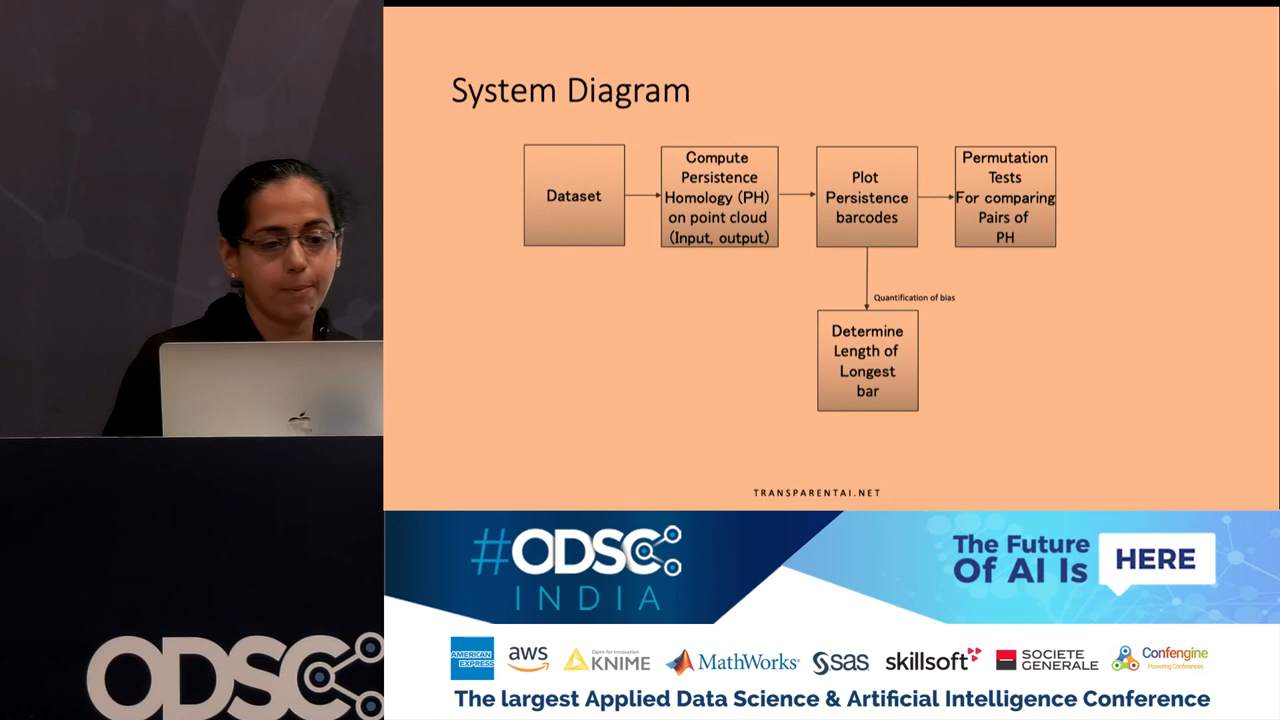 System Diagram
Dataset
Compute
Persistence
Homology (PH)
on point cloud
(Input, output)
Plot
Persistence
barcodes
Permutation
Tests
For comparing
Pairs of
PH
Quantification of bias
Determine
Length of
Longest
bar
TRANSPARENTAI.NET
#ODSC
INDIA
The Future
Of AI Is
HERE
ODSC
AMERICAN
EXPRESS
aws
Open for Innovation
KNIME
MathWorks
sas
skillsoft
SOCIETE
GENERALE
Confengine
Powering Conferences
The largest Applied Data Science & Artificial Intelligence Conference